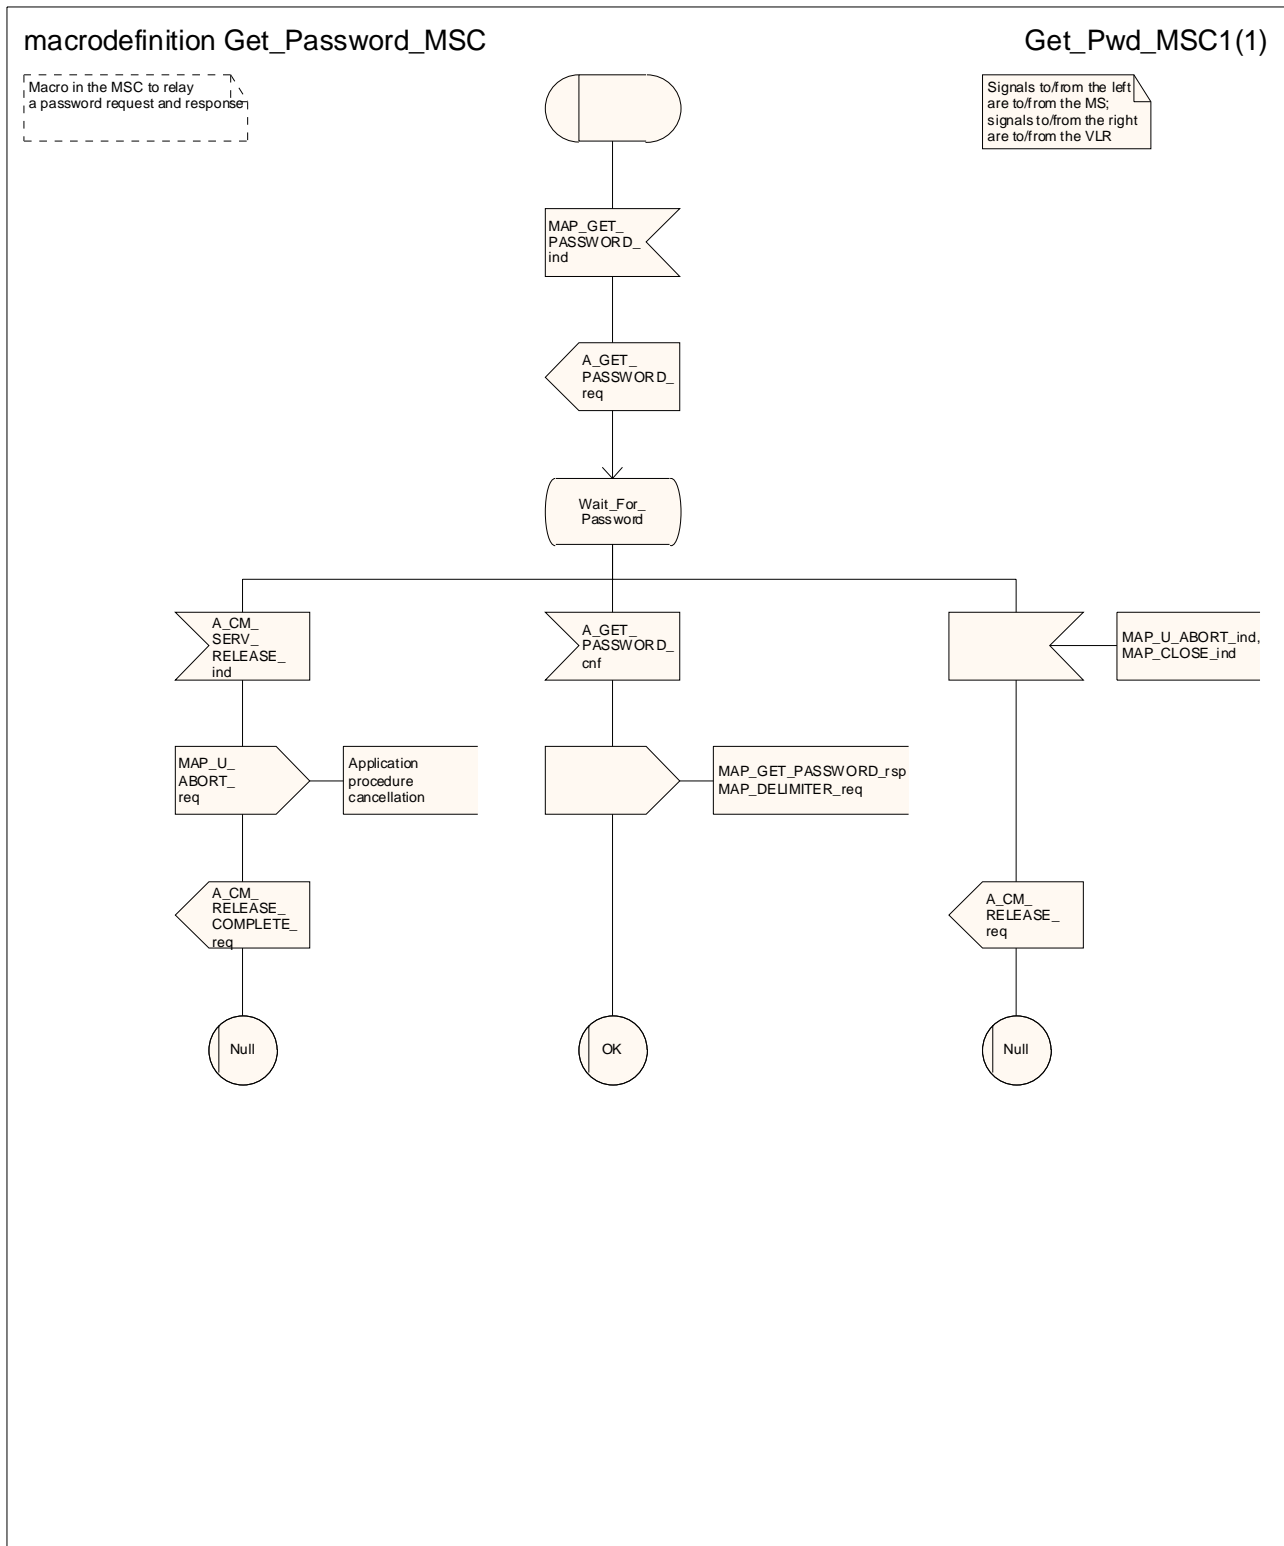 macrodefinition Get_Password_MSC
Get_Pwd_MSC1(1)
Macro in the MSC to relay
a password request and response
Signals to/from the left
are to/from the MS;
signals to/from the right
are to/from the VLR
MAP_GET_
PASSWORD_
ind
A_GET_
PASSWORD_
req
Wait_For_
Password
A_CM_
SERV_
RELEASE_
ind
A_GET_
PASSWORD_
cnf
MAP_U_ABORT_ind,
MAP_CLOSE_ind
MAP_U_
ABORT_
req
Application
procedure
cancellation
MAP_GET_PASSWORD_rsp
MAP_DELIMITER_req
A_CM_
RELEASE_
COMPLETE_
req
A_CM_
RELEASE_
req
Null
OK
Null